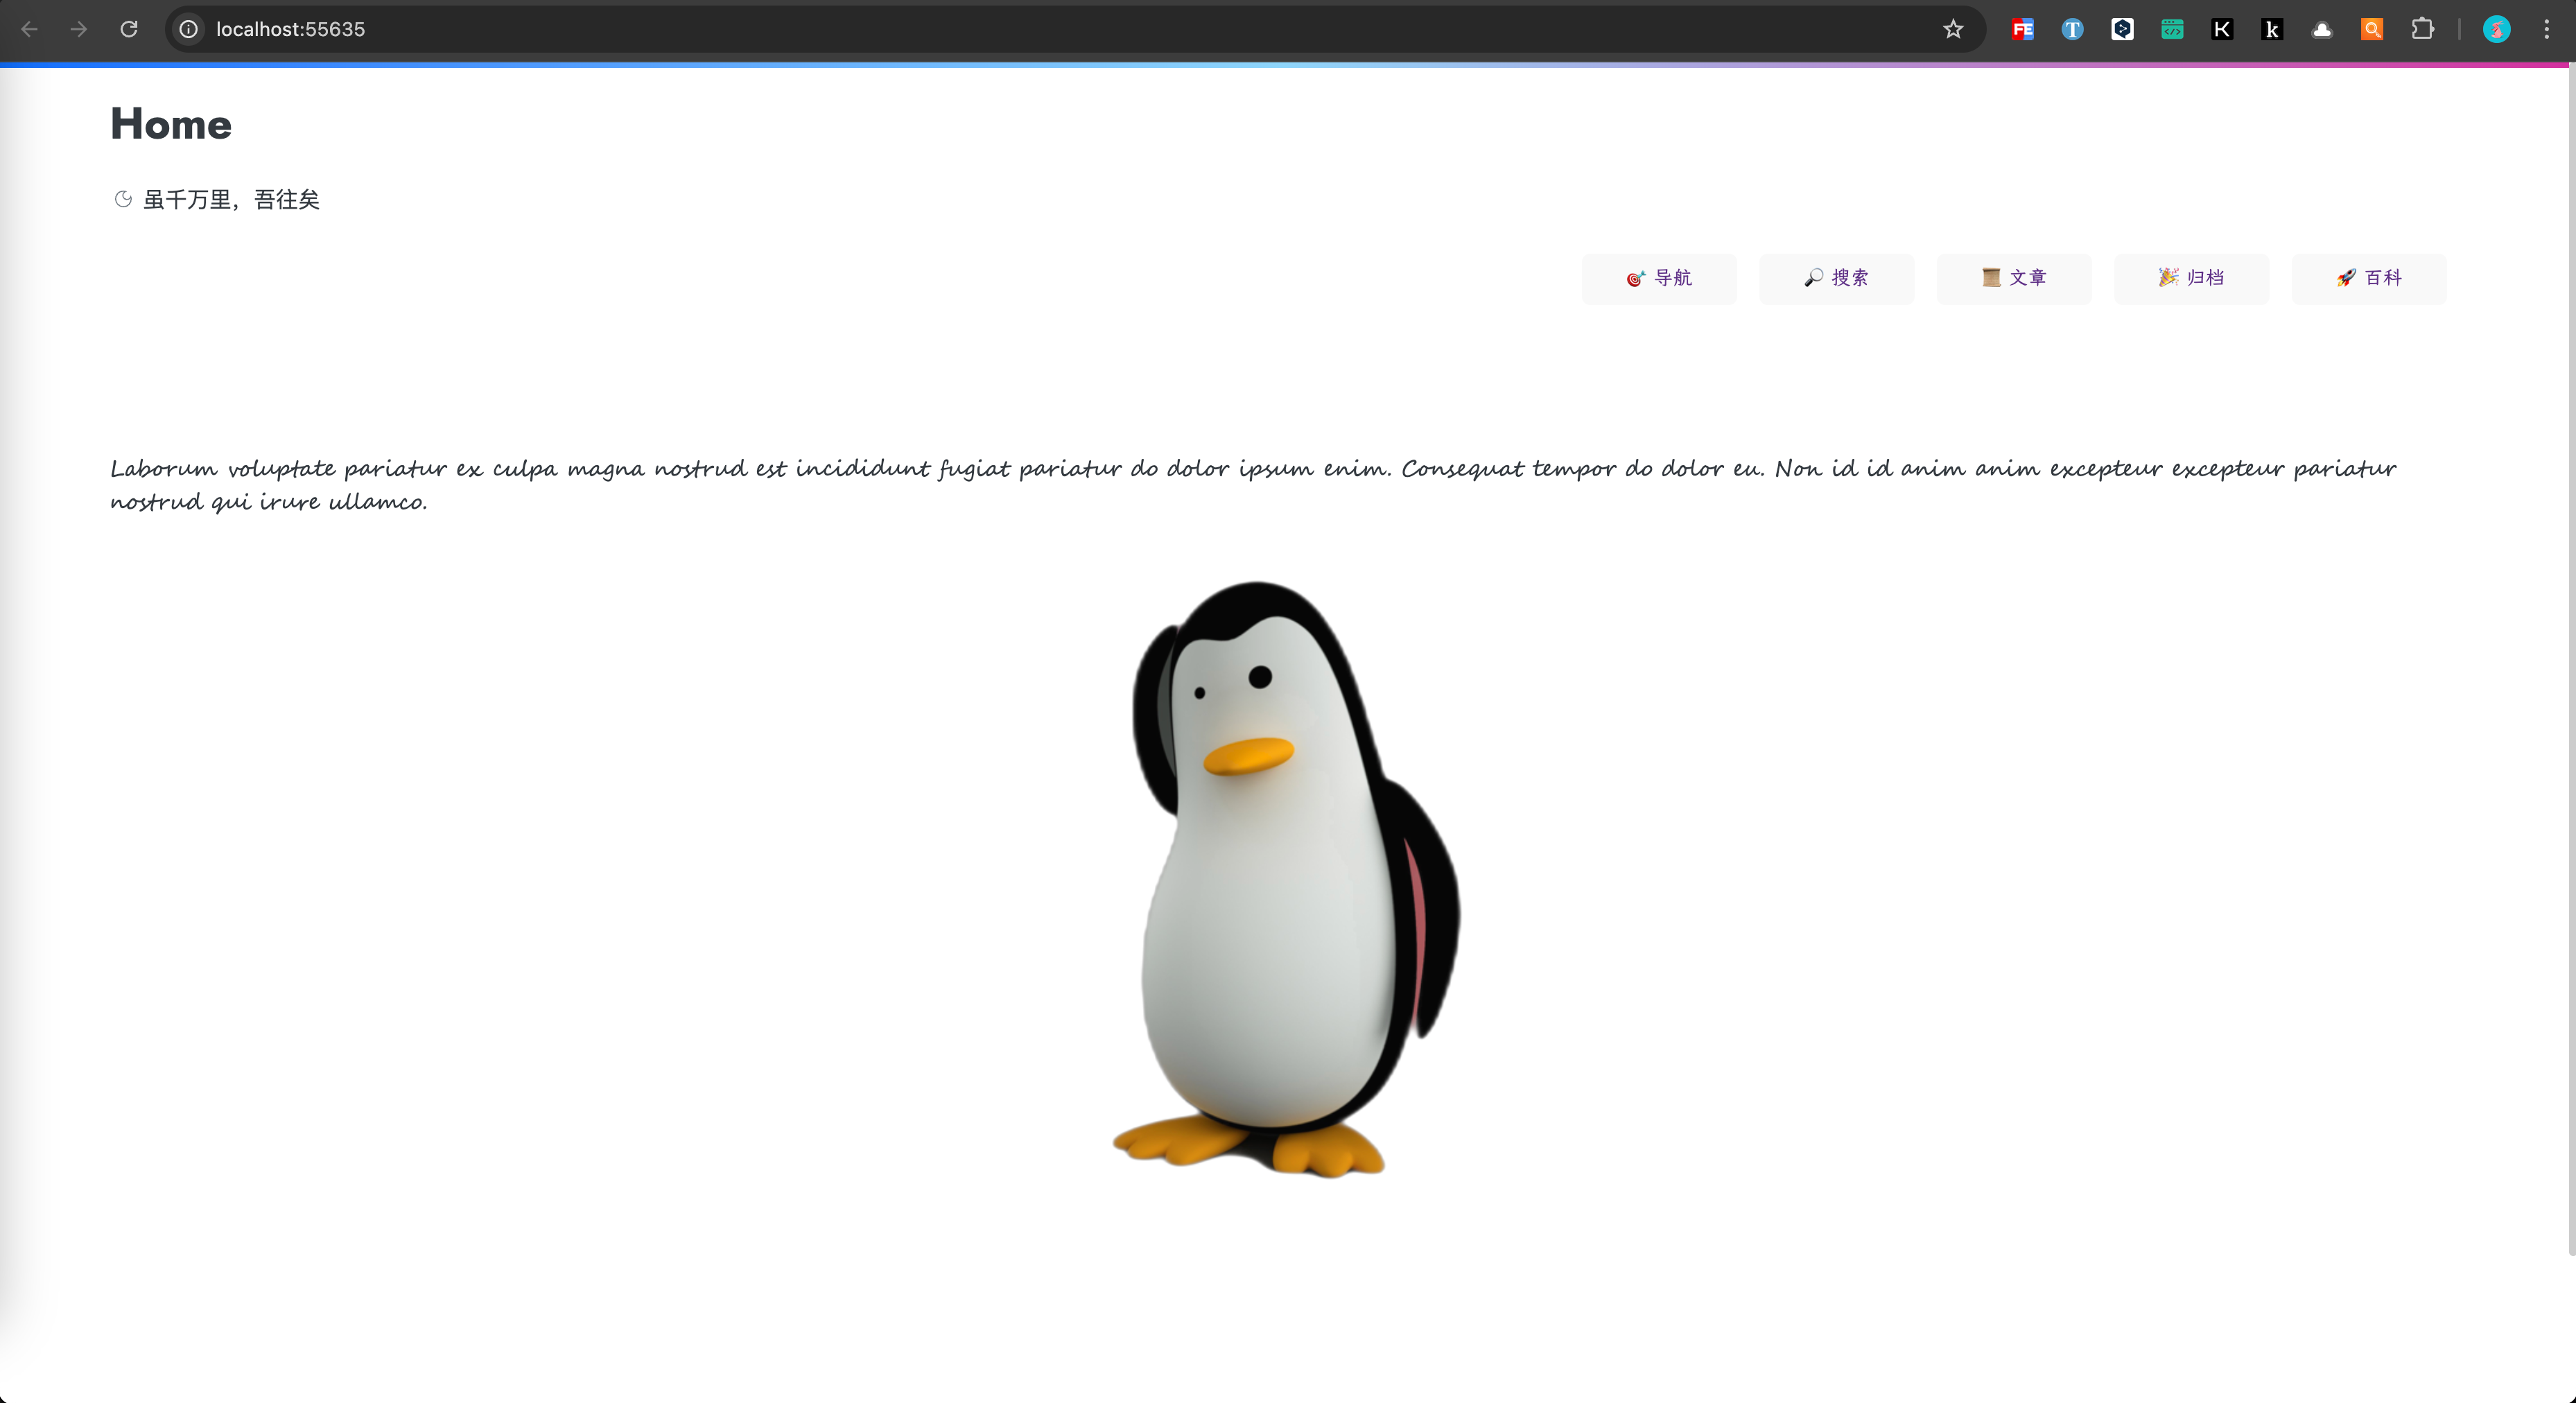 localhost:55635
FE T K k
Home
虽千万里，吾往矣
🎯 导航 🔎 搜索 📜 文章 🎉 归档 🚀 百科
Laborum voluptate pariatur ex culpa magna nostrud est incididunt fugiat pariatur do dolor ipsum enim. Consequat tempor do dolor eu. Non id id anim anim excepteur excepteur pariatur
nostrud qui irure ullamco.